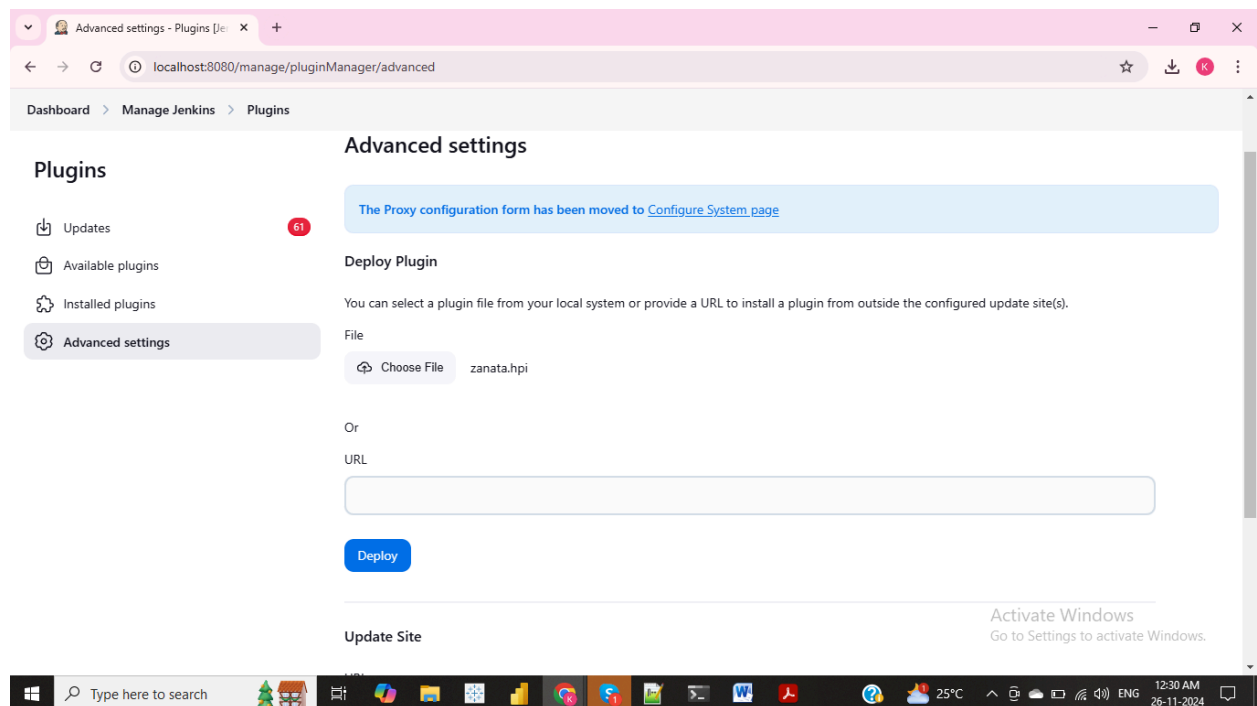 Advanced settings - Plugins [Je
localhost:8080/manage/pluginManager/advanced
K
Dashboard > Manage Jenkins > Plugins
Plugins
Updates 61
Available plugins
Installed plugins
Advanced settings
Advanced settings
The Proxy configuration form has been moved to Configure System page
Deploy Plugin
You can select a plugin file from your local system or provide a URL to install a plugin from outside the configured update site(s).
File
Choose File zanata.hpi
Or
URL
Deploy
Update Site
Activate Windows
Go to Settings to activate Windows.
Type here to search
25°C
ENG
12:30 AM
26-11-2024